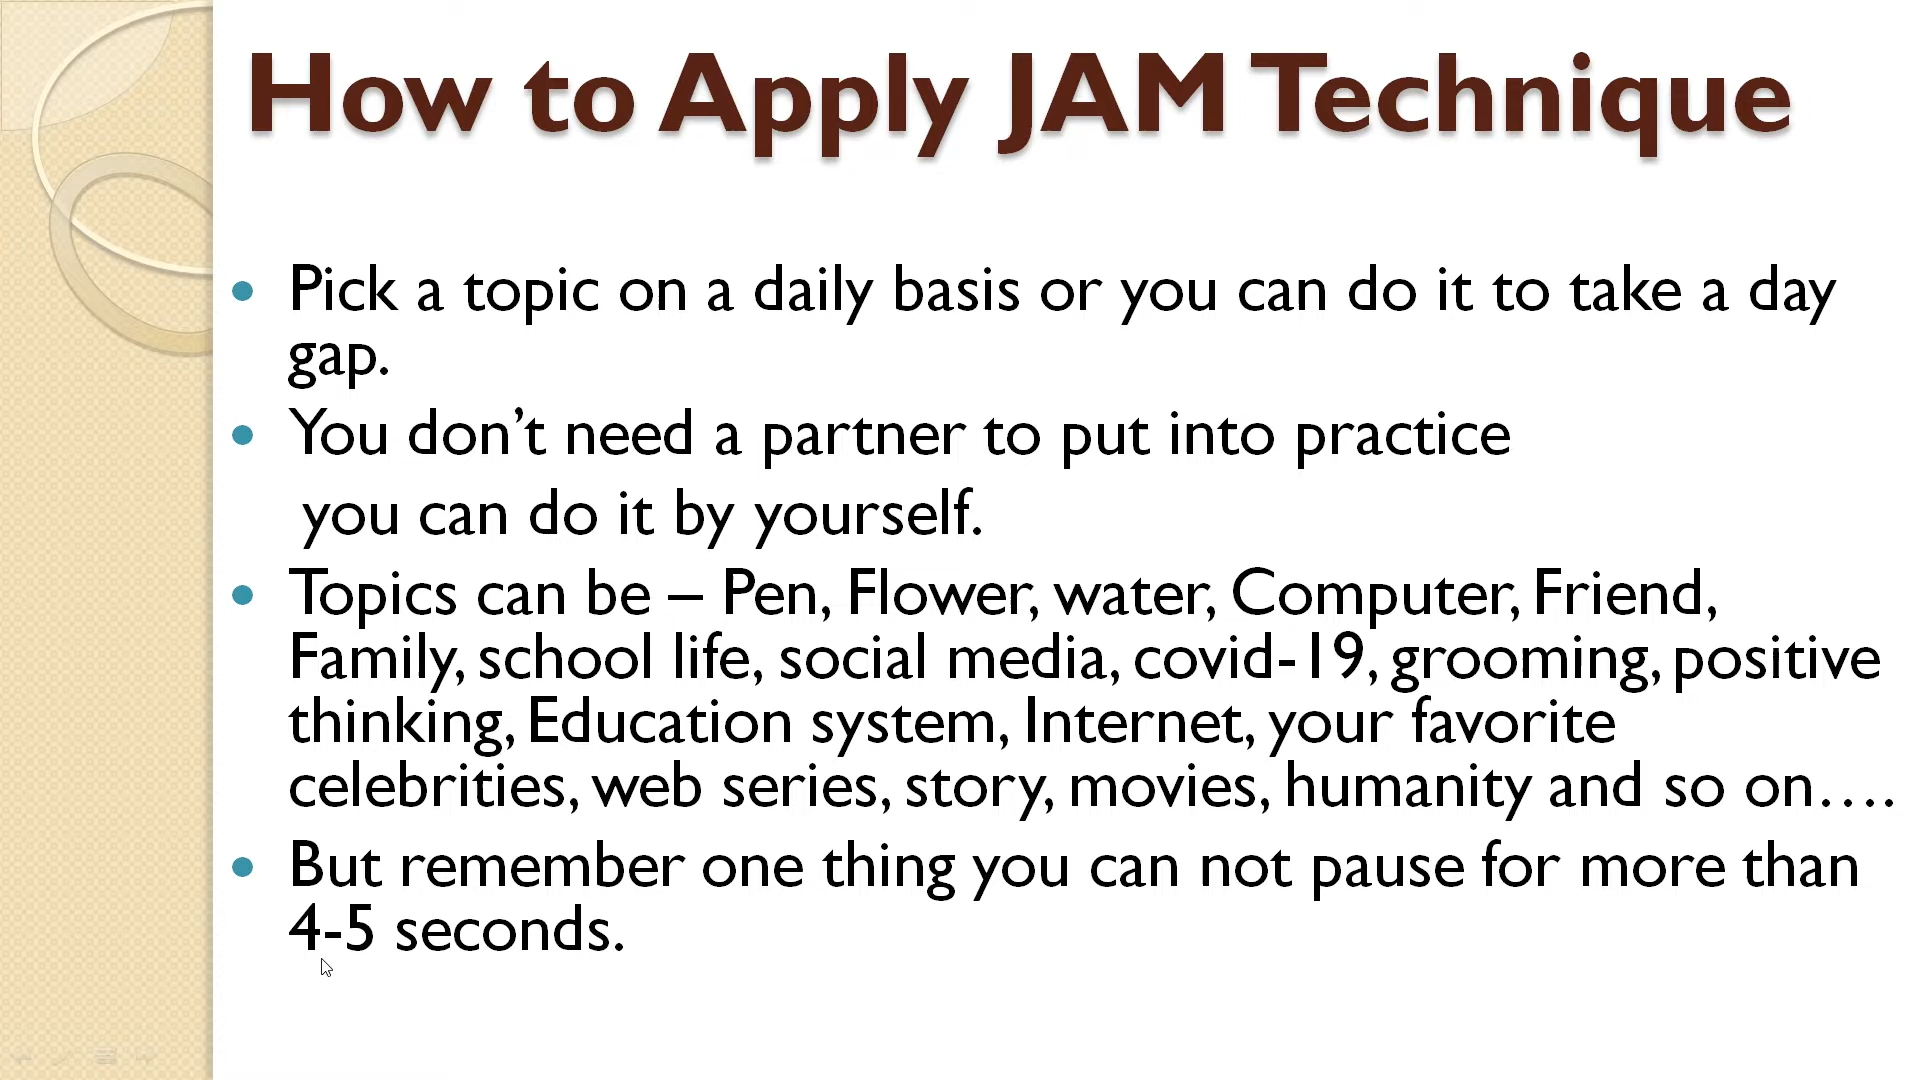 How to Apply JAM Technique
• Pick a topic on a daily basis or you can do it to take a day
gap.
• You don’t need a partner to put into practice
you can do it by yourself.
• Topics can be – Pen, Flower, water, Computer, Friend,
Family, school life, social media, covid-19, grooming, positive
thinking, Education system, Internet, your favorite
celebrities, web series, story, movies, humanity and so on….
• But remember one thing you can not pause for more than
4-5 seconds.